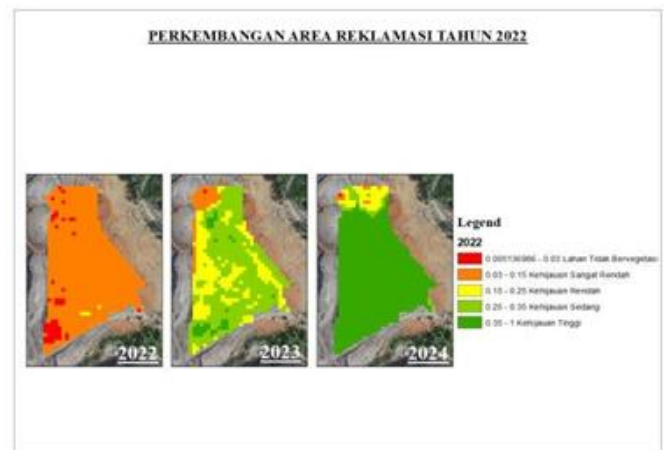 PERKEMBANGAN AREA REKLAMASI TAHUN 2022
2022
2023
2024
Legend
2022
- 0.03 Lahan Tidak Bervegetasi
0.03 - 0.15 Kehijauan Sangat Rendah
0.15 - 0.25 Kehijauan Rendah
0.25 - 0.35 Kehijauan Sedang
0.35 - 1 Kehijauan Tinggi